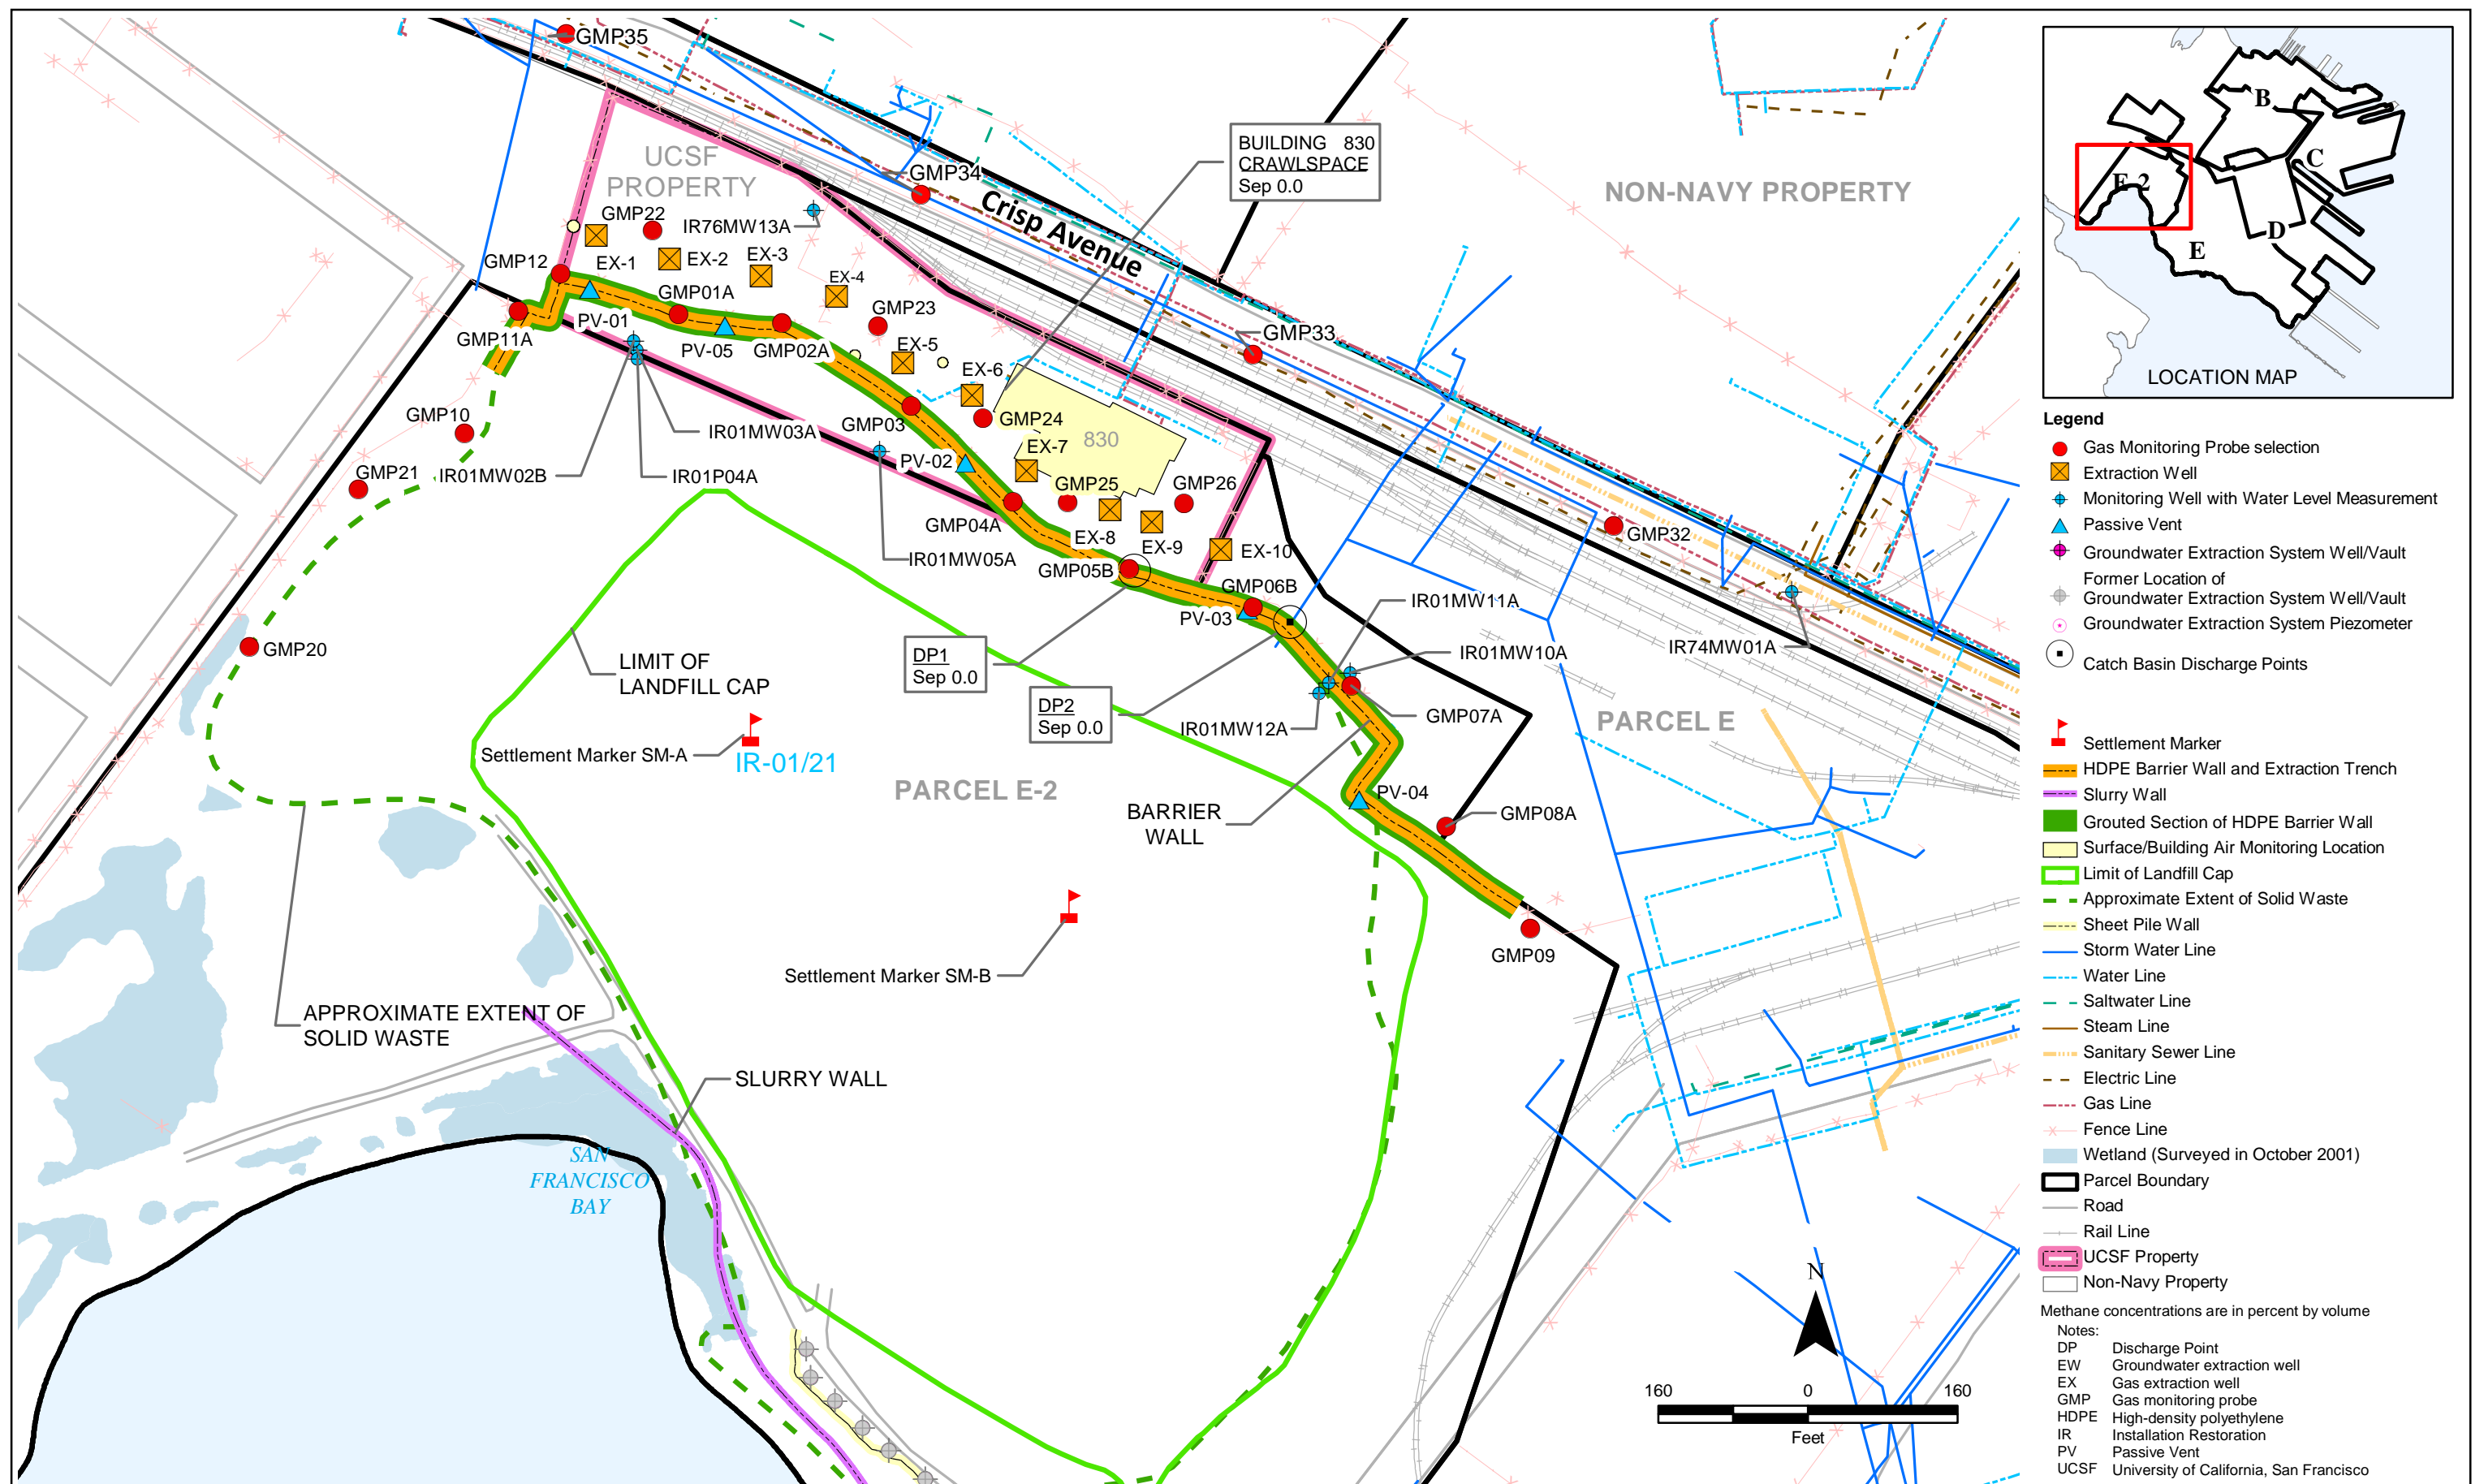 GMP35
UCSF
PROPERTY
GMP34
Crisp Avenue
BUILDING 830
CRAWLSPACE
Sep 0.0
NON-NAVY PROPERTY
GMP22
IR76MW13A
GMP12
EX-1
EX-2
EX-3
EX-4
GMP01A
GMP23
GMP11A
PV-01
PV-05
GMP02A
EX-5
GMP33
EX-6
GMP10
IR01MW03A
GMP03
GMP24
830
EX-7
PV-02
GMP21
IR01MW02B
IR01P04A
GMP25
GMP26
GMP04A
EX-8
EX-9
EX-10
GMP32
IR01MW05A
GMP05B
GMP06B
IR01MW11A
PV-03
GMP20
IR01MW10A
IR74MW01A
DP1
Sep 0.0
LIMIT OF
LANDFILL CAP
DP2
Sep 0.0
IR01MW12A
GMP07A
PARCEL E
Settlement Marker SM-A
IR-01/21
PARCEL E-2
PV-04
BARRIER
WALL
GMP08A
GMP09
Settlement Marker SM-B
APPROXIMATE EXTENT OF
SOLID WASTE
SLURRY WALL
SAN
FRANCISCO
BAY
N
160 0 160
Feet
B
C
D
E
E-2
LOCATION MAP
Legend
Gas Monitoring Probe selection
Extraction Well
Monitoring Well with Water Level Measurement
Passive Vent
Groundwater Extraction System Well/Vault
Former Location of
Groundwater Extraction System Well/Vault
Groundwater Extraction System Piezometer
Catch Basin Discharge Points
Settlement Marker
HDPE Barrier Wall and Extraction Trench
Slurry Wall
Grouted Section of HDPE Barrier Wall
Surface/Building Air Monitoring Location
Limit of Landfill Cap
Approximate Extent of Solid Waste
Sheet Pile Wall
Storm Water Line
Water Line
Saltwater Line
Steam Line
Sanitary Sewer Line
Electric Line
Gas Line
Fence Line
Wetland (Surveyed in October 2001)
Parcel Boundary
Road
Rail Line
UCSF Property
Non-Navy Property
Methane concentrations are in percent by volume
Notes:
DP Discharge Point
EW Groundwater extraction well
EX Gas extraction well
GMP Gas monitoring probe
HDPE High-density polyethylene
IR Installation Restoration
PV Passive Vent
UCSF University of California, San Francisco